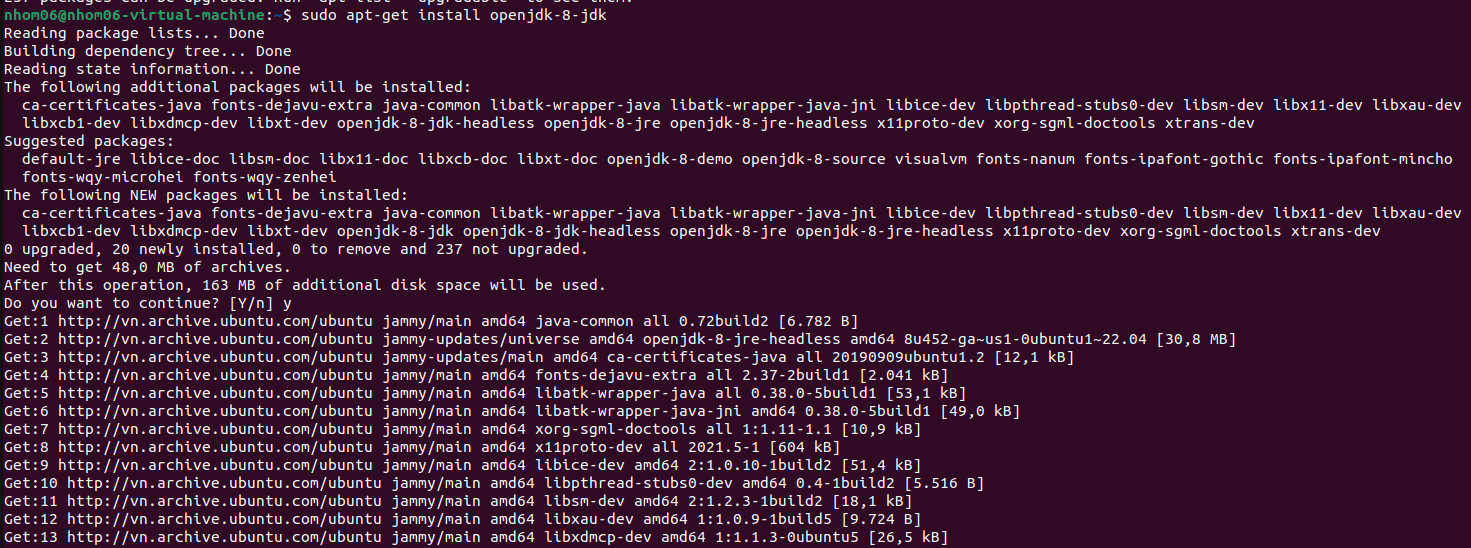 nhom06@nhom06-virtual-machine:~$ sudo apt-get install openjdk-8-jdk
Reading package lists... Done
Building dependency tree... Done
Reading state information... Done
The following additional packages will be installed:
  ca-certificates-java fonts-dejavu-extra java-common libatk-wrapper-java libatk-wrapper-java-jni libice-dev libpthread-stubs0-dev libsm-dev libx11-dev libxau-dev
  libxcb1-dev libxdmcp-dev libxt-dev openjdk-8-jdk-headless openjdk-8-jre openjdk-8-jre-headless x11proto-dev xorg-sgml-doctools xtrans-dev
Suggested packages:
  default-jre libice-doc libsm-doc libx11-doc libxcb-doc libxt-doc openjdk-8-demo openjdk-8-source visualvm fonts-nanum fonts-ipafont-gothic fonts-ipafont-mincho
  fonts-wqy-microhei fonts-wqy-zenhei
The following NEW packages will be installed:
  ca-certificates-java fonts-dejavu-extra java-common libatk-wrapper-java libatk-wrapper-java-jni libice-dev libpthread-stubs0-dev libsm-dev libx11-dev libxau-dev
  libxcb1-dev libxdmcp-dev libxt-dev openjdk-8-jdk openjdk-8-jdk-headless openjdk-8-jre openjdk-8-jre-headless x11proto-dev xorg-sgml-doctools xtrans-dev
0 upgraded, 20 newly installed, 0 to remove and 237 not upgraded.
Need to get 48,0 MB of archives.
After this operation, 163 MB of additional disk space will be used.
Do you want to continue? [Y/n] y
Get:1 http://vn.archive.ubuntu.com/ubuntu jammy/main amd64 java-common all 0.72build2 [6.782 B]
Get:2 http://vn.archive.ubuntu.com/ubuntu jammy-updates/universe amd64 openjdk-8-jre-headless amd64 8u452-ga~us1-0ubuntu1~22.04 [30,8 MB]
Get:3 http://vn.archive.ubuntu.com/ubuntu jammy-updates/main amd64 ca-certificates-java all 20190909ubuntu1.2 [12,1 kB]
Get:4 http://vn.archive.ubuntu.com/ubuntu jammy/main amd64 fonts-dejavu-extra all 2.37-2build1 [2.041 kB]
Get:5 http://vn.archive.ubuntu.com/ubuntu jammy/main amd64 libatk-wrapper-java all 0.38.0-5build1 [53,1 kB]
Get:6 http://vn.archive.ubuntu.com/ubuntu jammy/main amd64 libatk-wrapper-java-jni amd64 0.38.0-5build1 [49,0 kB]
Get:7 http://vn.archive.ubuntu.com/ubuntu jammy/main amd64 xorg-sgml-doctools all 1:1.11-1.1 [10,9 kB]
Get:8 http://vn.archive.ubuntu.com/ubuntu jammy/main amd64 x11proto-dev all 2021.5-1 [604 kB]
Get:9 http://vn.archive.ubuntu.com/ubuntu jammy/main amd64 libice-dev amd64 2:1.0.10-1build2 [51,4 kB]
Get:10 http://vn.archive.ubuntu.com/ubuntu jammy/main amd64 libpthread-stubs0-dev amd64 0.4-1build2 [5.516 B]
Get:11 http://vn.archive.ubuntu.com/ubuntu jammy/main amd64 libsm-dev amd64 2:1.2.3-1build2 [18,1 kB]
Get:12 http://vn.archive.ubuntu.com/ubuntu jammy/main amd64 libxau-dev amd64 1:1.0.9-1build5 [9.724 B]
Get:13 http://vn.archive.ubuntu.com/ubuntu jammy/main amd64 libxdmcp-dev amd64 1:1.1.3-0ubuntu5 [26,5 kB]